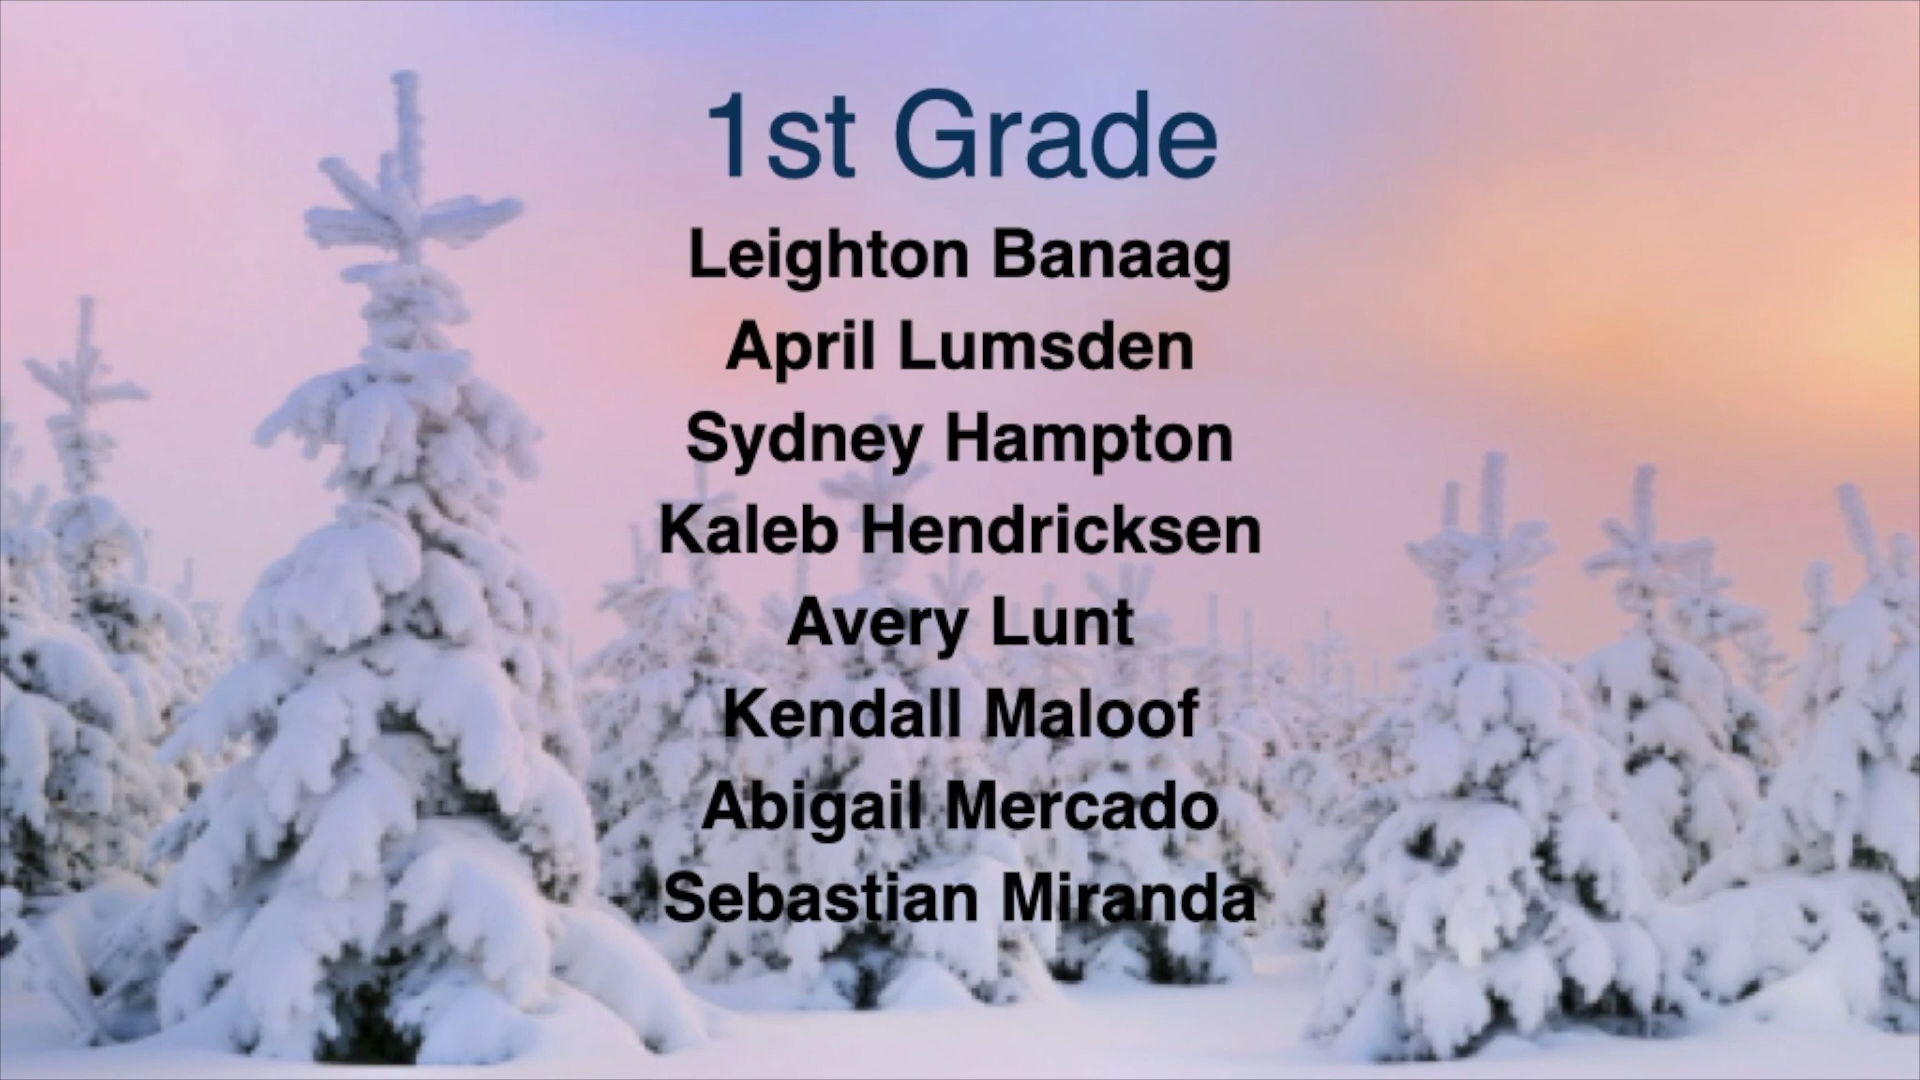 1st Grade
Leighton Banaag
April Lumsden
Sydney Hampton
Kaleb Hendricksen
Avery Lunt
Kendall Maloof
Abigail Mercado
Sebastian Miranda